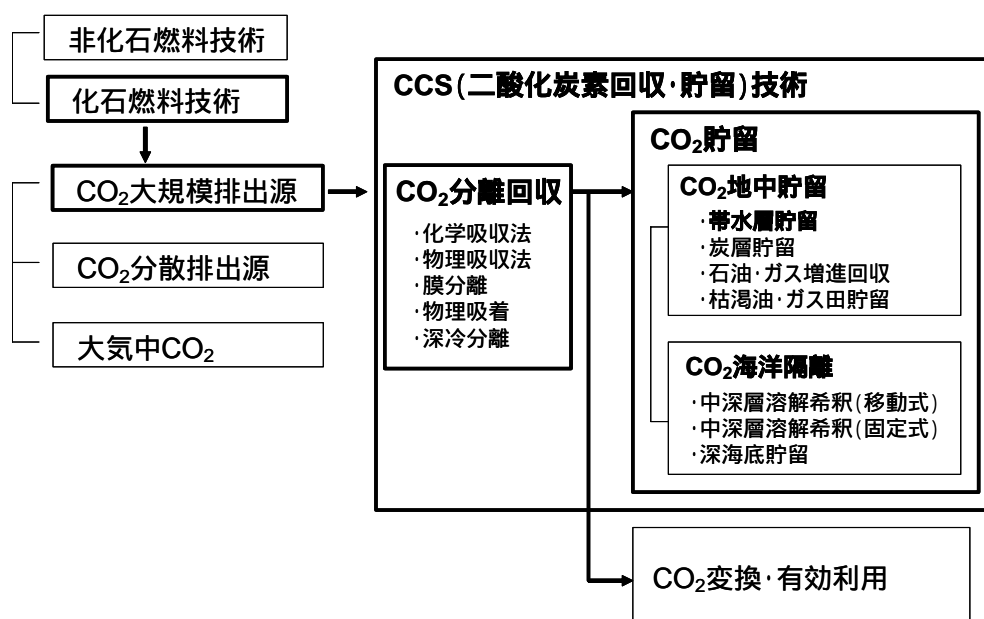 非化石燃料技術
化石燃料技術
CO₂大規模排出源
CO₂分散排出源
大気中CO₂
CCS(二酸化炭素回収·貯留)技術
CO₂分離回収
·化学吸収法
·物理吸収法
·膜分離
·物理吸着
·深冷分離
CO₂貯留
CO₂地中貯留
·帯水層貯留
·炭層貯留
·石油·ガス増進回収
·枯渇油·ガス田貯留
CO₂海洋隔離
·中深層溶解希釈(移動式)
·中深層溶解希釈(固定式)
·深海底貯留
CO₂変換·有効利用